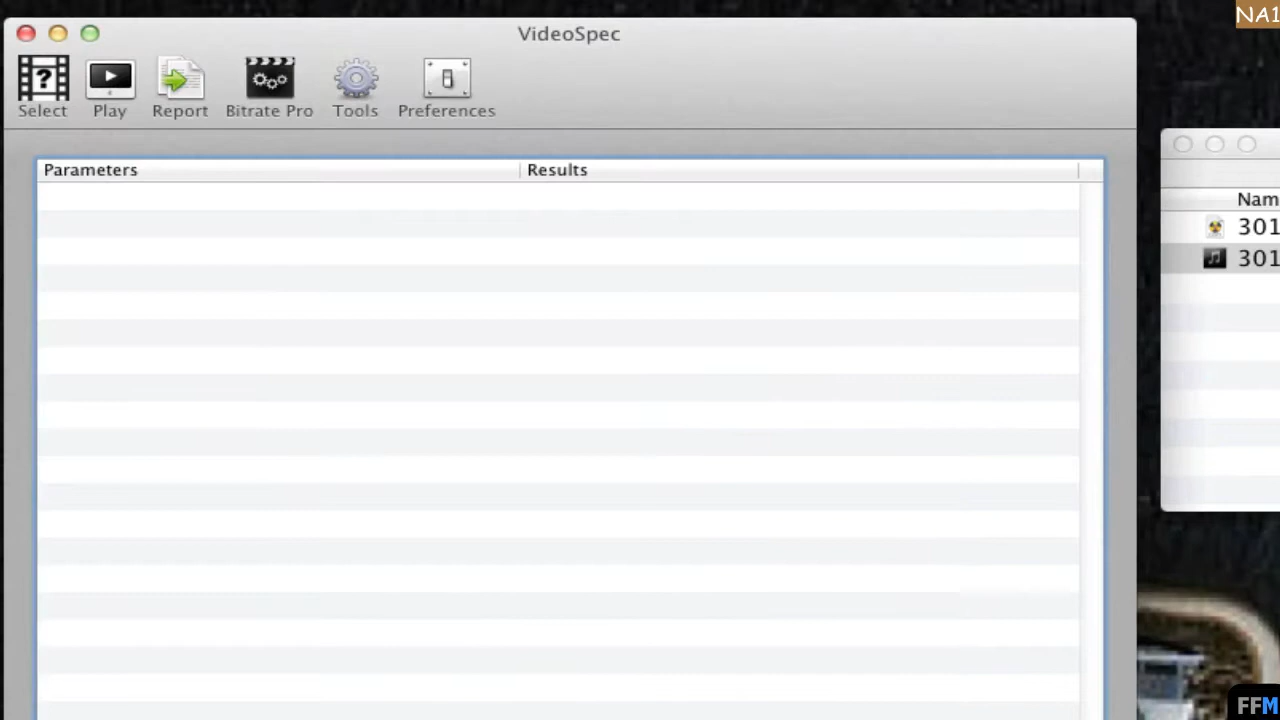 NA1
VideoSpec
Select Play Report Bitrate Pro Tools Preferences
Parameters Results
Nam
301
301
FFM